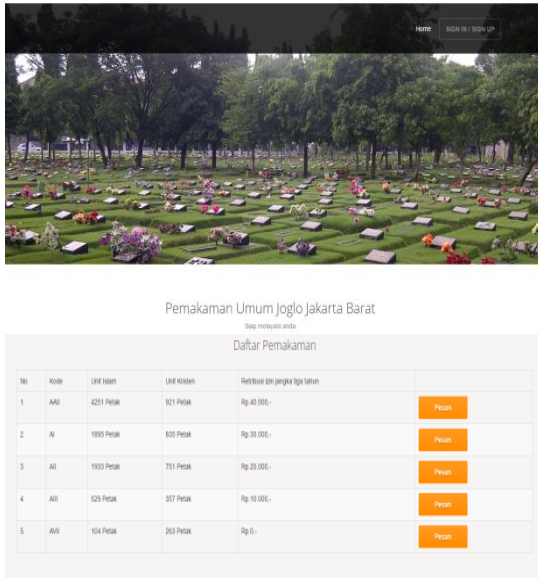 Home SIGN IN / SIGN UP
Pemakaman Umum Joglo Jakarta Barat
Siap melayani anda
Daftar Pemakaman
No Kode Unit Islam Unit Kristen Retribusi izin jangka tiga tahun
1. AAII 4251 Petak 921 Petak Rp.40.000,- Pesan
2. AI 1895 Petak 835 Petak Rp.30.000,- Pesan
3. AII 1933 Petak 751 Petak Rp.20.000,- Pesan
4. AIII 529 Petak 357 Petak Rp.10.000,- Pesan
5. AVII 104 Petak 263 Petak Rp.0,- Pesan